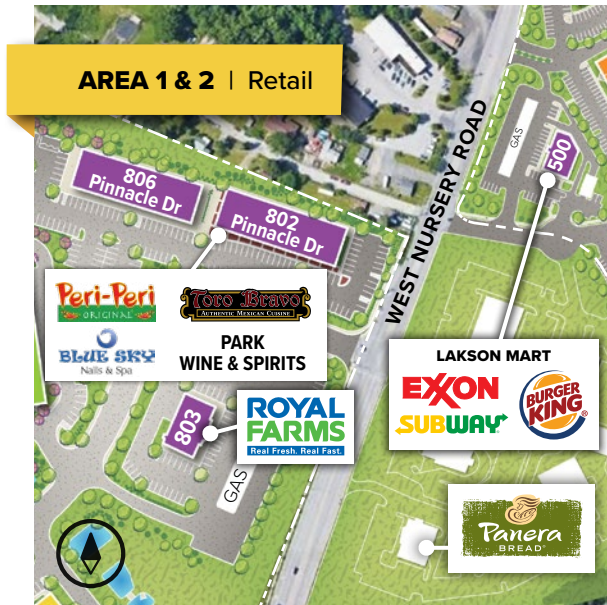 AREA 1 & 2 | Retail
WEST NURSERY ROAD
GAS
500
806
Pinnacle Dr
802
Pinnacle Dr
Peri-Peri
ORIGINAL
Toro Bravo
AUTHENTIC MEXICAN CUISINE
BLUE SKY
Nails & Spa
PARK
WINE & SPIRITS
LAKSON MART
EXXON
SUBWAY
BURGER
KING
®
803
ROYAL
FARMS
Real Fresh. Real Fast.
GAS
Panera
BREAD®